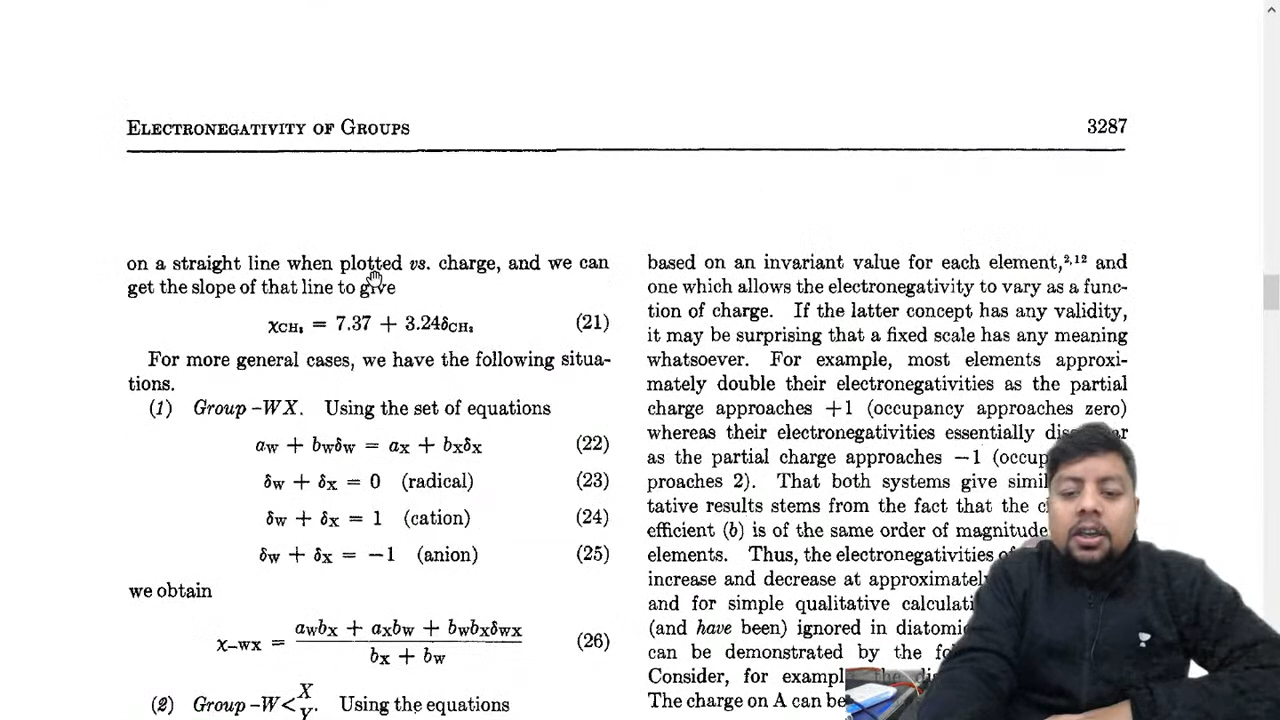 ELECTRONEGATIVITY OF GROUPS 3287
on a straight line when plotted vs. charge, and we can
get the slope of that line to give
χCH₃ = 7.37 + 3.24δCH₃ (21)
For more general cases, we have the following situa-
tions.
(1) Group -WX. Using the set of equations
aW + bWδW = aX + bXδX (22)
δW + δX = 0 (radical) (23)
δW + δX = 1 (cation) (24)
δW + δX = -1 (anion) (25)
we obtain
χ-WX = (aWbX + aXbW + bWbXδWX) / (bX + bW) (26)
(2) Group -W<X Y. Using the equations
based on an invariant value for each element,²,¹² and
one which allows the electronegativity to vary as a func-
tion of charge. If the latter concept has any validity,
it may be surprising that a fixed scale has any meaning
whatsoever. For example, most elements approxi-
mately double their electronegativities as the partial
charge approaches +1 (occupancy approaches zero)
whereas their electronegativities essentially
as the partial charge approaches -1
proaches 2). That both systems give
tative results stems from the fact that the
efficient (b) is of the same order of magnitude
elements. Thus, the electronegativities
increase and decrease at approximately
and for simple qualitative
(and have been) ignored in
can be demonstrated by the
Consider, for example, the
The charge on A can be